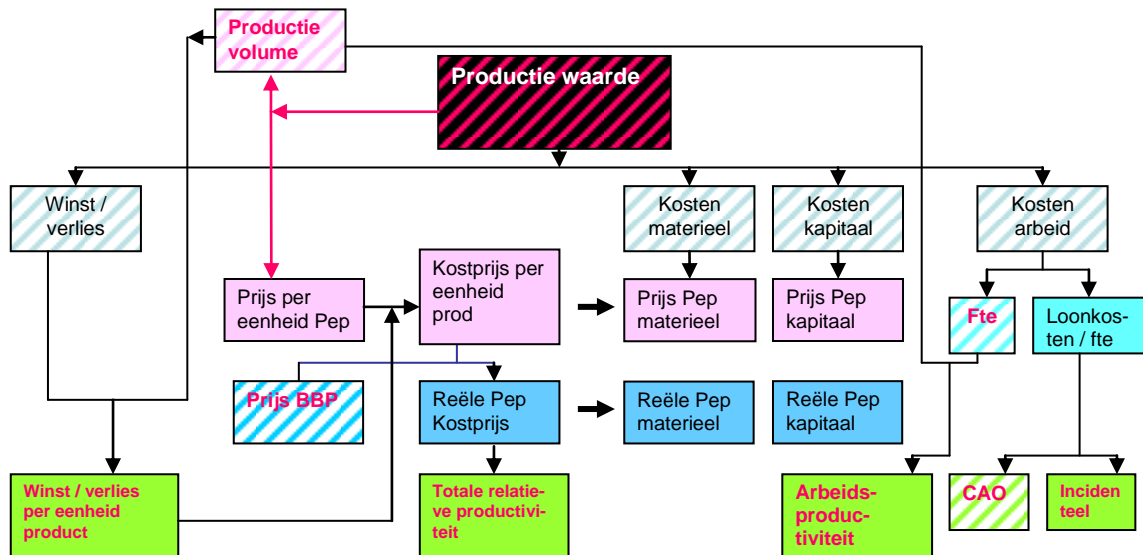 Productie
volume
Productie waarde
Winst /
verlies
Kosten
materieel
Kosten
kapitaal
Kosten
arbeid
Prijs per
eenheid Pep
Kostprijs per
eenheid
prod
Prijs Pep
materieel
Prijs Pep
kapitaal
Fte
Loonkos-
ten / fte
Prijs BBP
Reële Pep
Kostprijs
Reële Pep
materieel
Reële Pep
kapitaal
Winst / verlies
per eenheid
product
Totale relatie-
ve productivi-
teit
Arbeids-
produc-
tiviteit
CAO
Inciden
teel